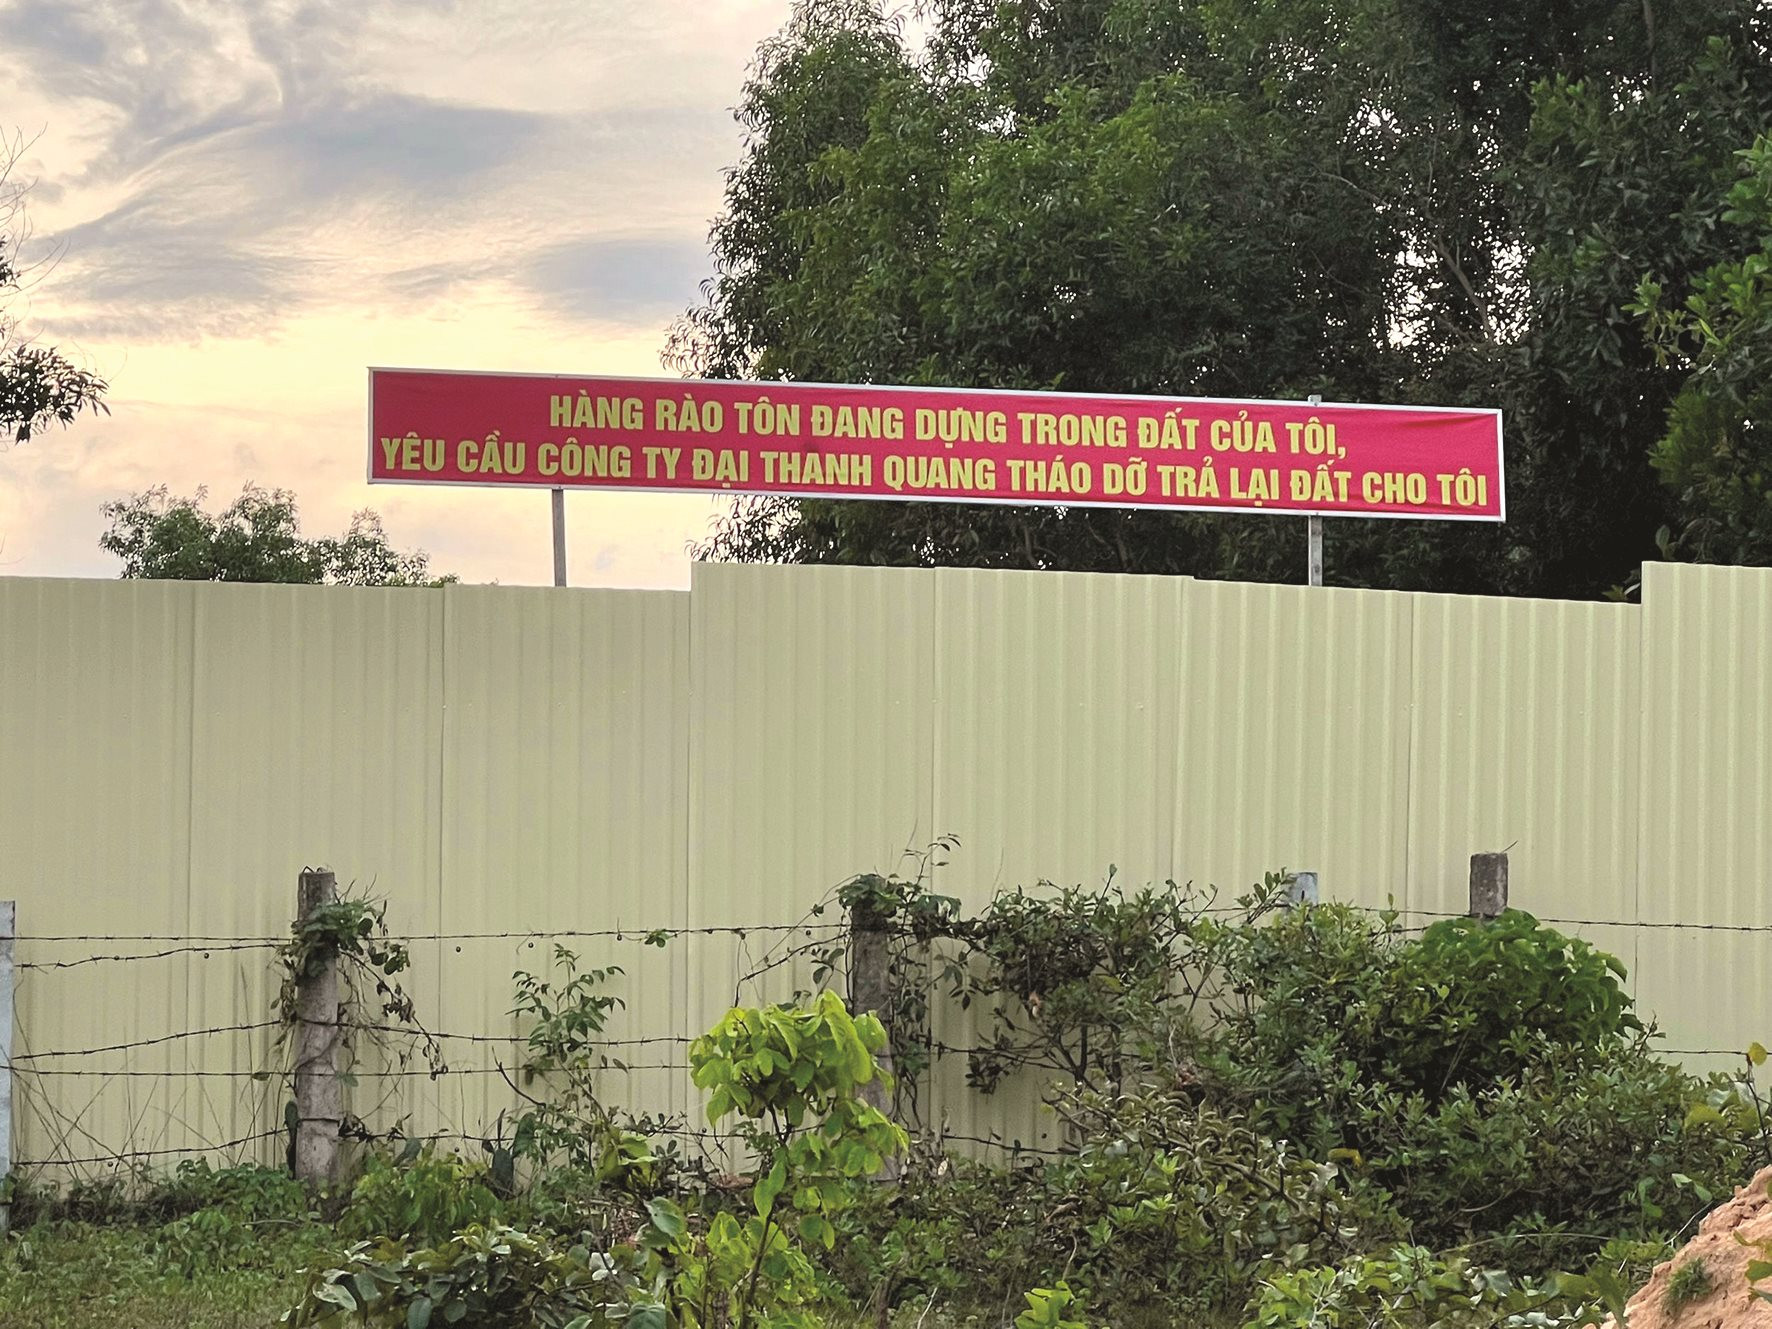 HÀNG RÀO TÔN ĐANG DỰNG TRONG ĐẤT CỦA TÔI,
YÊU CẦU CÔNG TY ĐẠI THANH QUANG THÁO DỠ TRẢ LẠI ĐẤT CHO TÔI